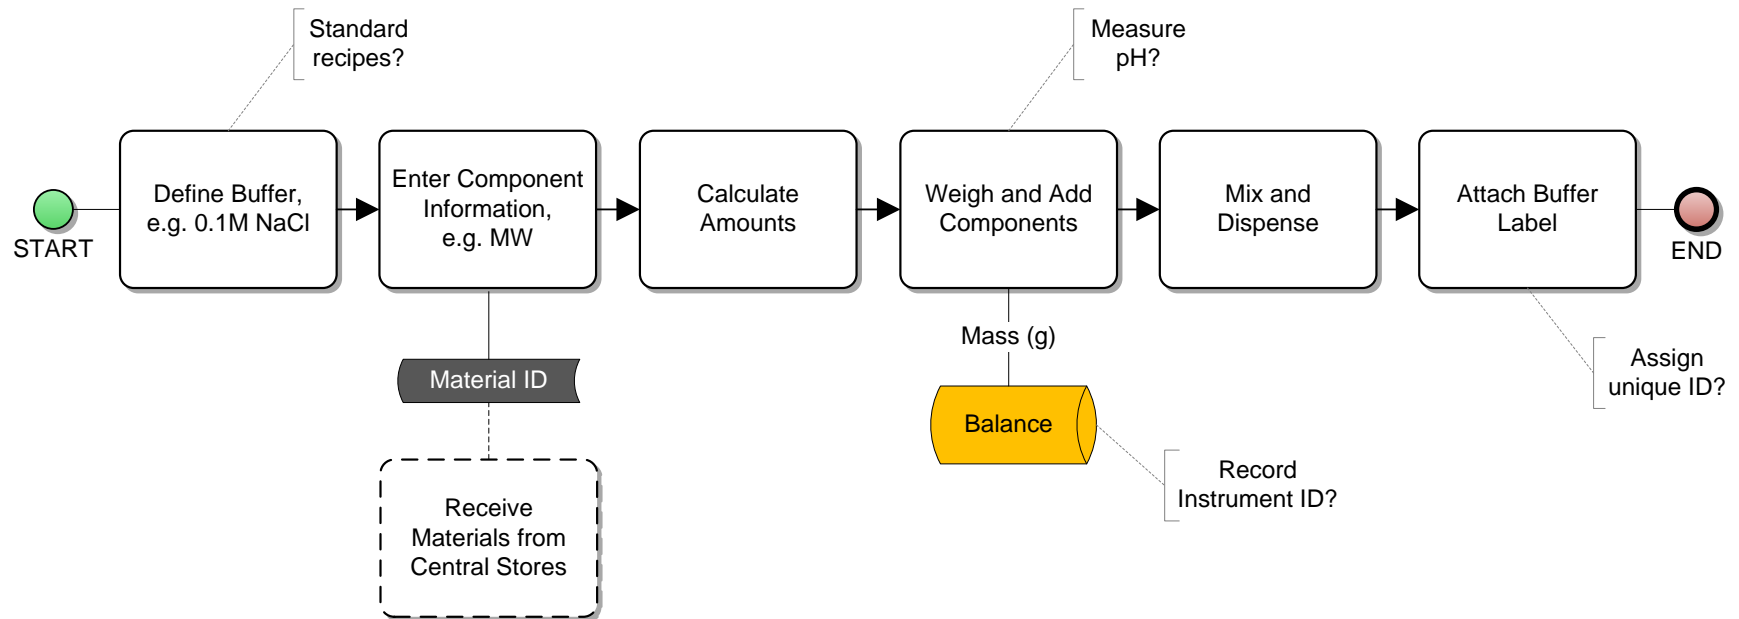 Standard
recipes?
Measure
pH?
START
Define Buffer,
e.g. 0.1M NaCl
Enter Component
Information,
e.g. MW
Calculate
Amounts
Weigh and Add
Components
Mix and
Dispense
Attach Buffer
Label
END
Material ID
Mass (g)
Balance
Assign
unique ID?
Record
Instrument ID?
Receive
Materials from
Central Stores